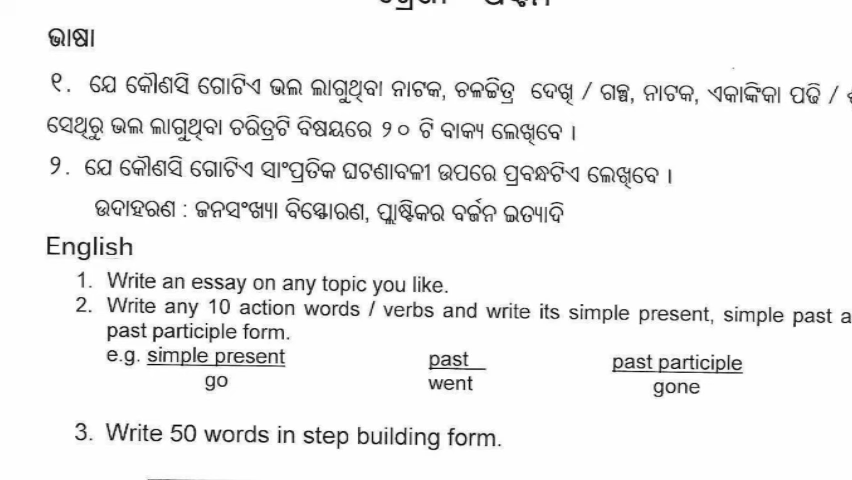 ଭାଷା
୧. ଯେ କୌଣସି ଗୋଟିଏ ଭଲ ଲାଗୁଥିବା ନାଟକ, ଚଳଚ୍ଚିତ୍ର ଦେଖି / ଗଳ୍ପ, ନାଟକ, ଏକାଙ୍କିକା ପଢି /
ସେଥିରୁ ଭଲ ଲାଗୁଥିବା ଚରିତ୍ରଟି ବିଷୟରେ ୨୦ ଟି ବାକ୍ୟ ଲେଖିବେ ।
୨. ଯେ କୌଣସି ଗୋଟିଏ ସାଂପ୍ରତିକ ଘଟଣାବଳୀ ଉପରେ ପ୍ରବନ୍ଧଟିଏ ଲେଖିବେ ।
ଉଦାହରଣ : ଜନସଂଖ୍ୟା ବିସ୍ଫୋରଣ, ପ୍ଲାଷ୍ଟିକର ବର୍ଜନ ଇତ୍ୟାଦି
English
1. Write an essay on any topic you like.
2. Write any 10 action words / verbs and write its simple present, simple past a
past participle form.
e.g. simple present past past participle
go went gone
3. Write 50 words in step building form.